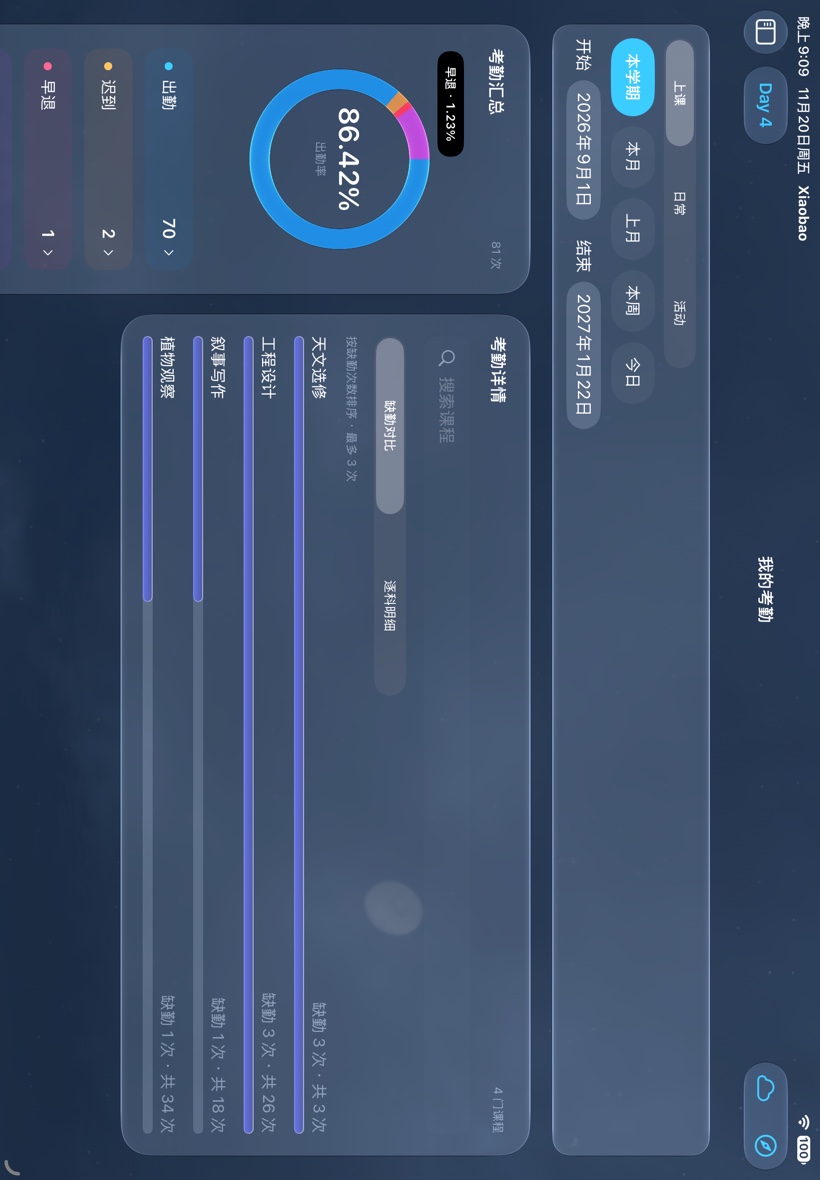 晚上9:09 11月20日周五 Xiaobao
100
Day 4
我的考勤
上课 日常 活动
本学期 本月 上月 本周 今日
开始 2026年9月1日 结束 2027年1月22日
考勤汇总 81 次
早退 · 1.23%
86.42%
出勤率
出勤 70
迟到 2
早退 1
考勤详情 4 门课程
搜索课程
缺勤对比 逐科明细
按缺勤次数排序 · 最多 3 次
天文选修 缺勤 3 次 · 共 3 次
工程设计 缺勤 3 次 · 共 26 次
叙事写作 缺勤 1 次 · 共 18 次
植物观察 缺勤 1 次 · 共 34 次